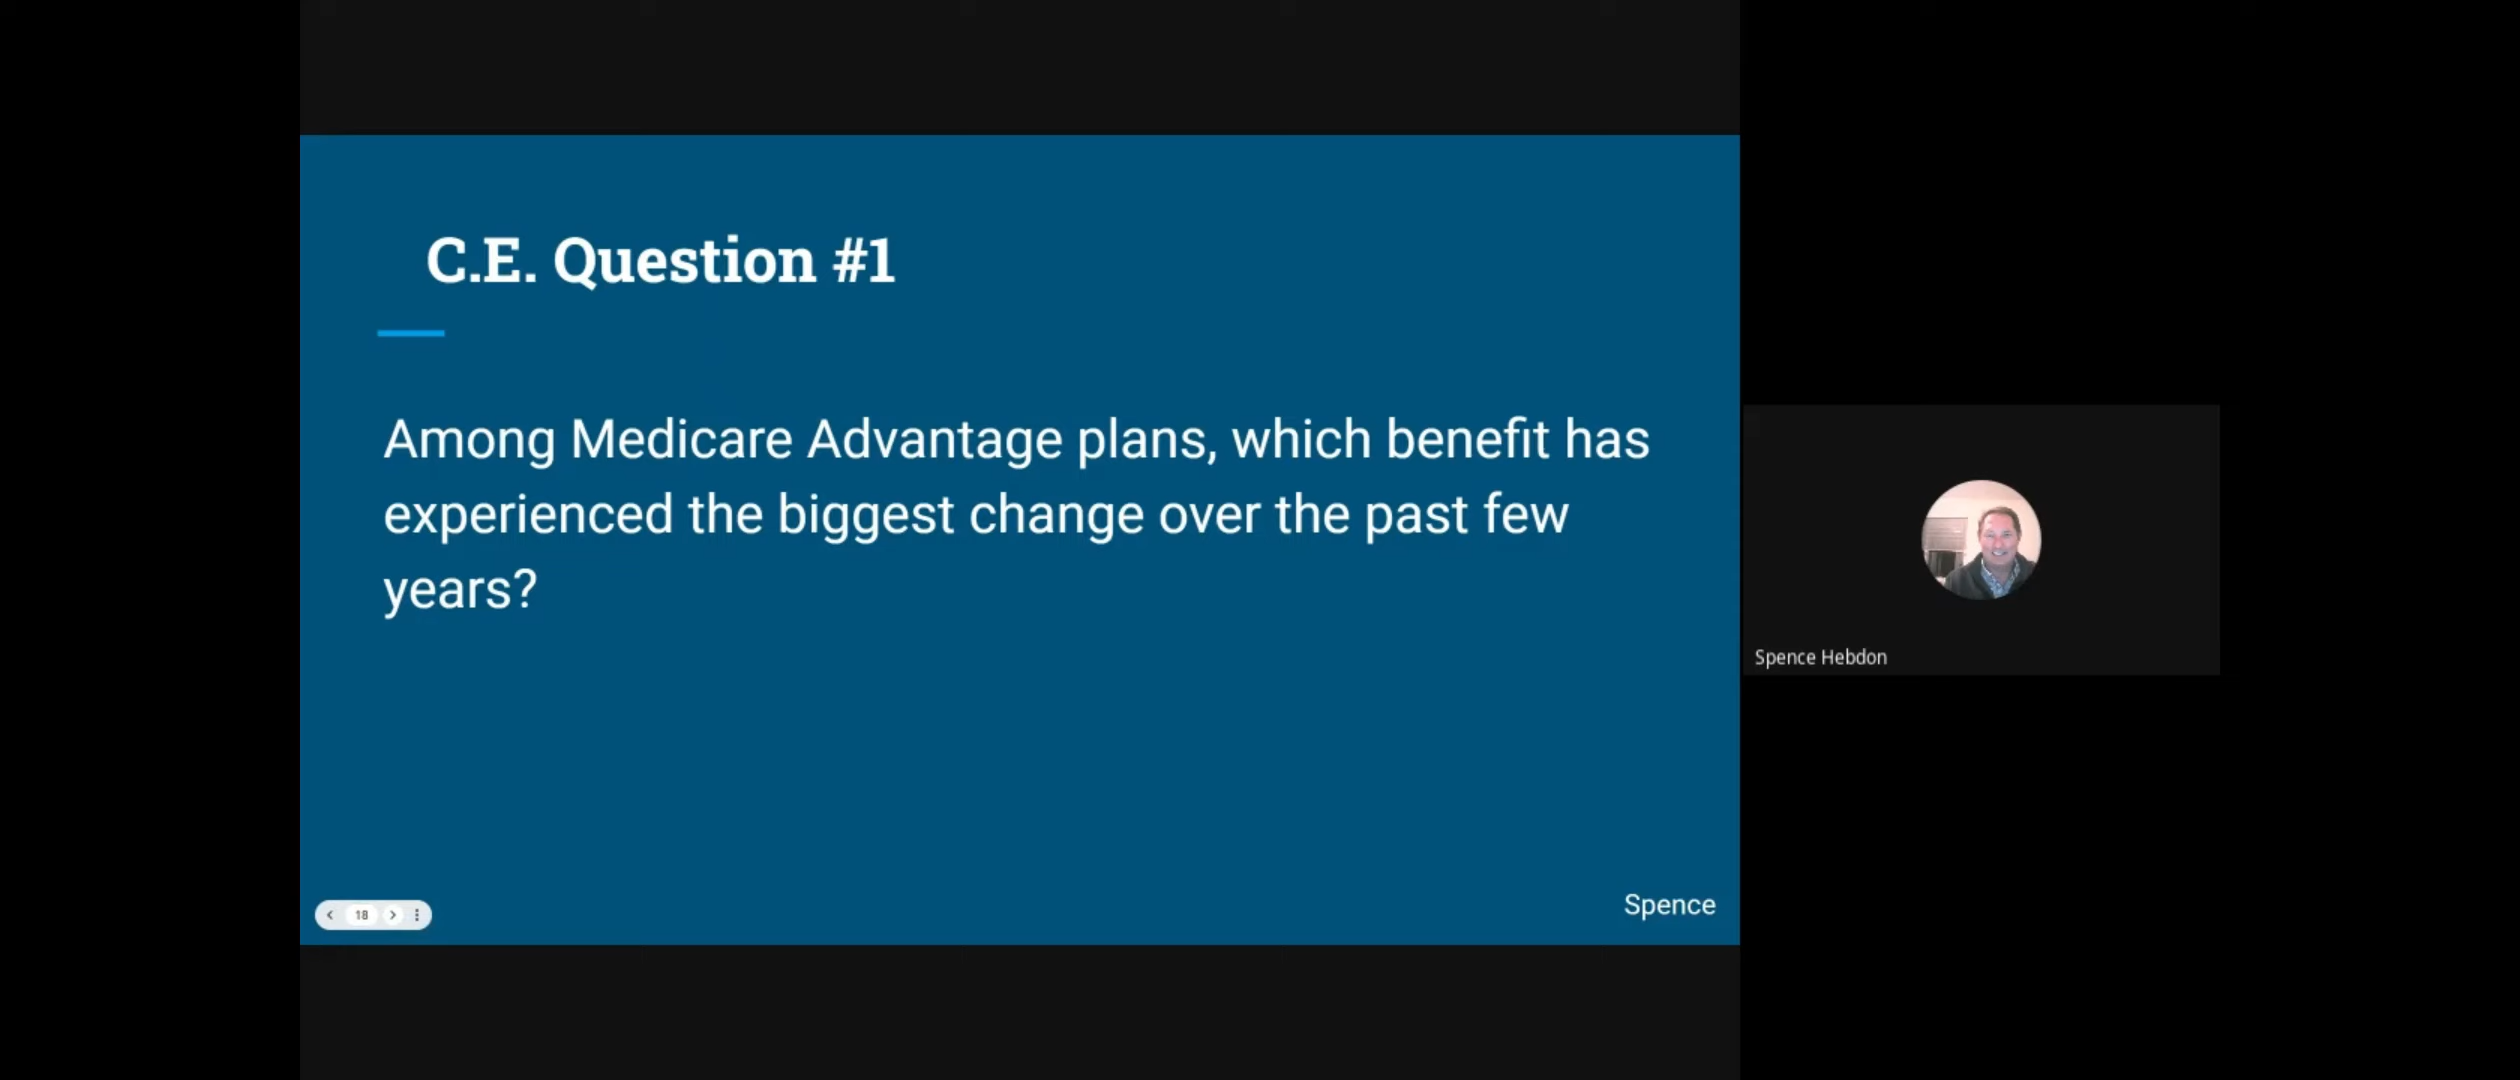 C.E. Question #1
Among Medicare Advantage plans, which benefit has
experienced the biggest change over the past few
years?
Spence Hebdon
Spence
18